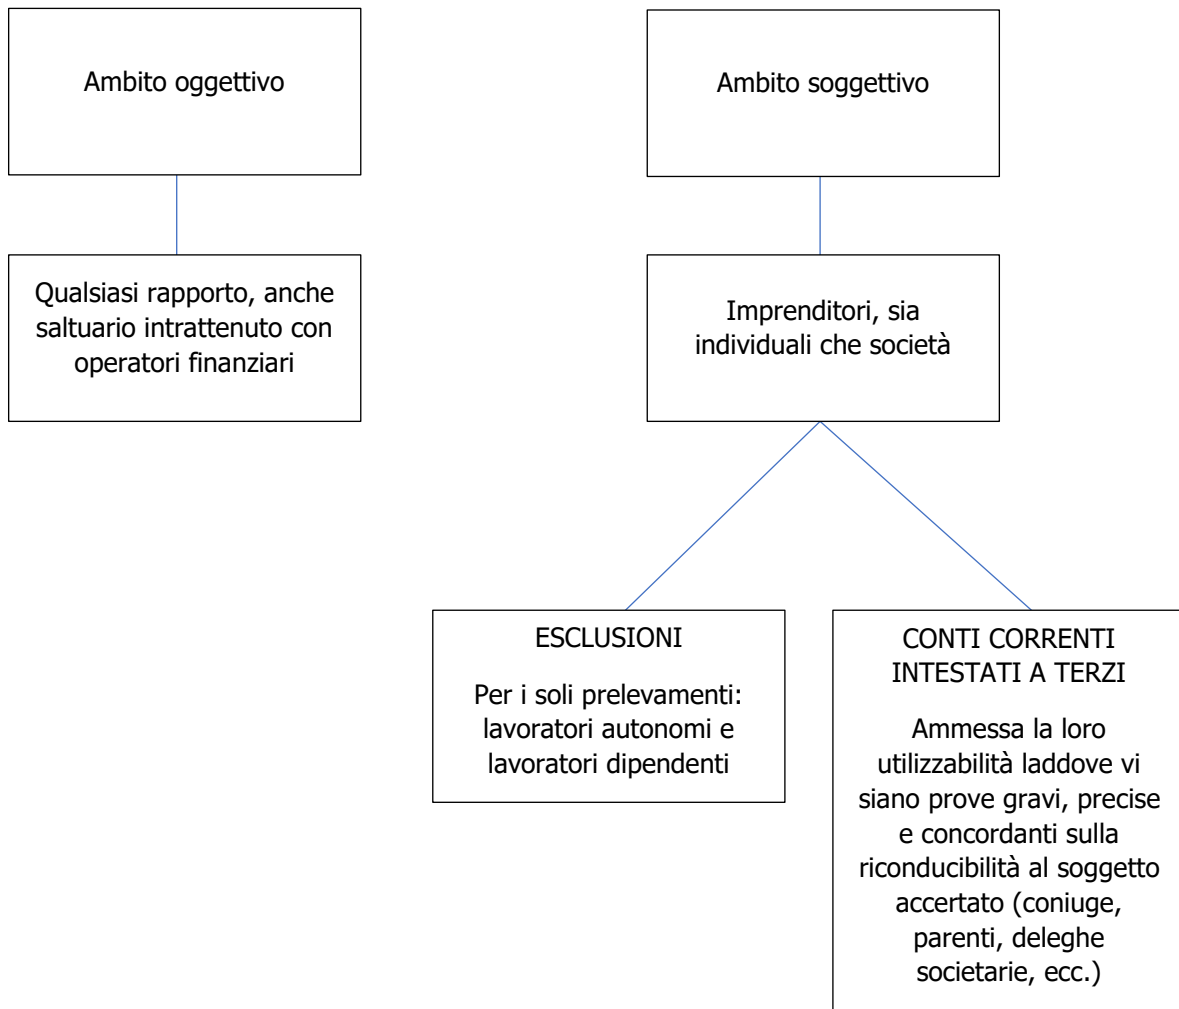 Ambito oggettivo
Ambito soggettivo
Qualsiasi rapporto, anche
saltuario intrattenuto con
operatori finanziari
Imprenditori, sia
individuali che società
ESCLUSIONI
Per i soli prelevamenti:
lavoratori autonomi e
lavoratori dipendenti
CONTI CORRENTI
INTESTATI A TERZI
Ammessa la loro
utilizzabilità laddove vi
siano prove gravi, precise
e concordanti sulla
riconducibilità al soggetto
accertato (coniuge,
parenti, deleghe
societarie, ecc.)